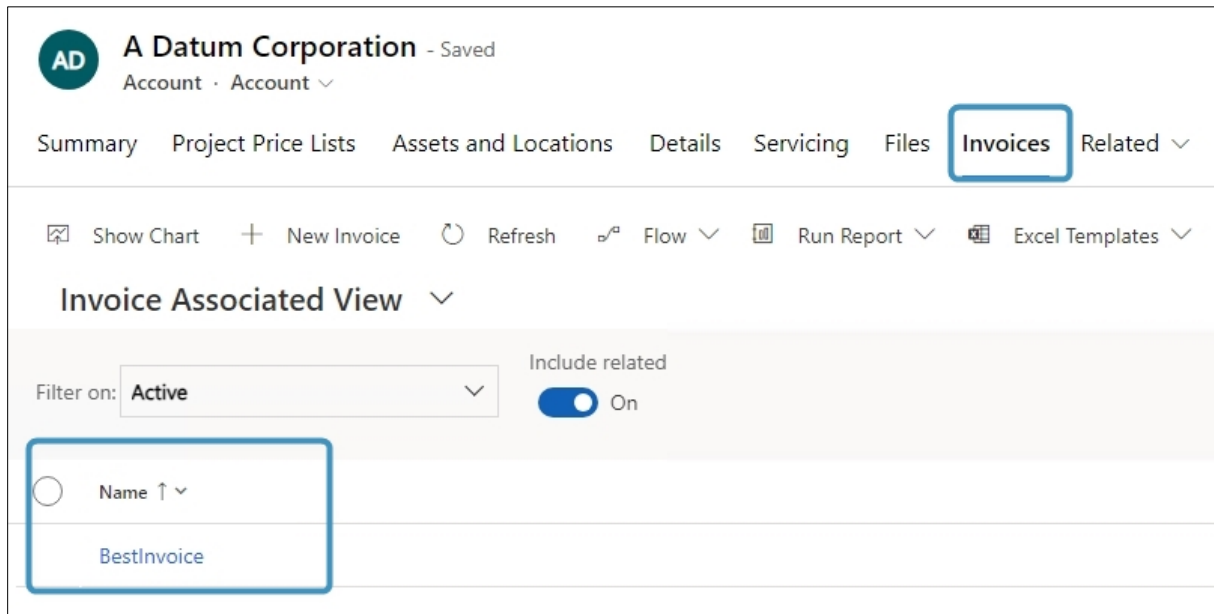 AD
A Datum Corporation - Saved
Account · Account
Summary Project Price Lists Assets and Locations Details Servicing Files Invoices Related
Show Chart New Invoice Refresh Flow Run Report Excel Templates
Invoice Associated View
Include related
Filter on: Active
On
Name
BestInvoice